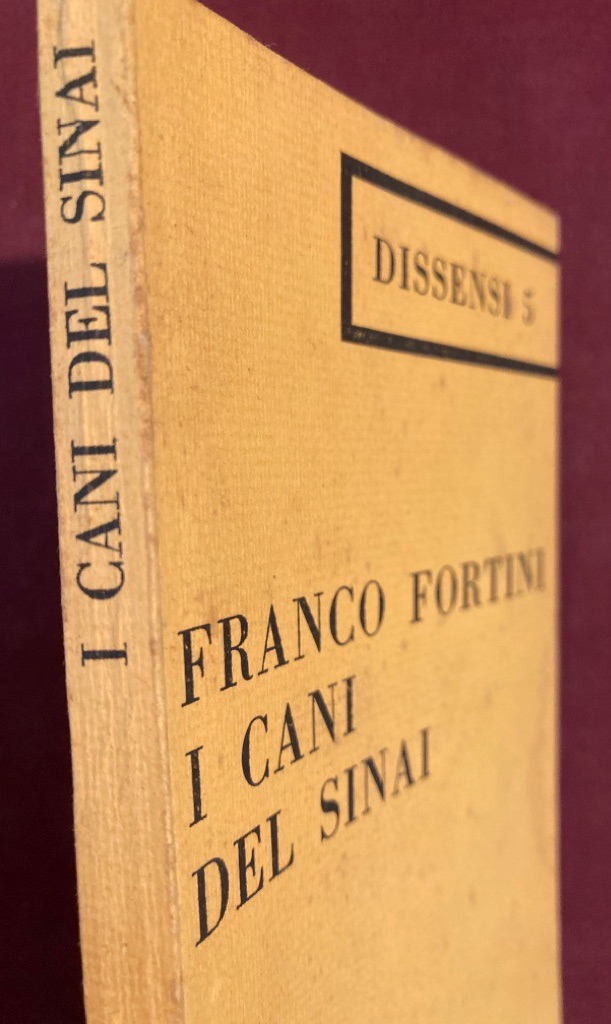 I CANI DEL SINAI
DISSENSI 5
FRANCO FORTINI
I CANI
DEL SINAI